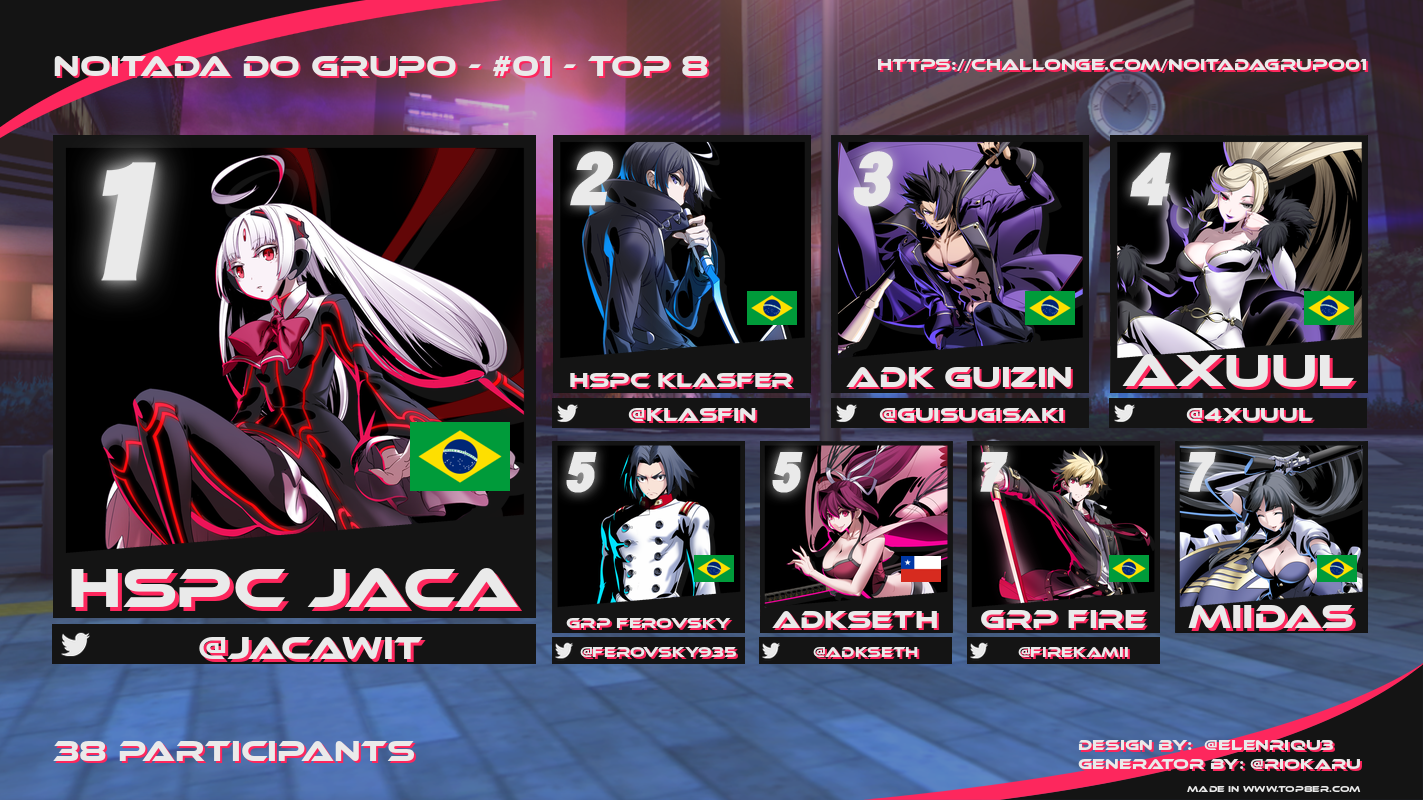 NOITADA DO GRUPO - #01 - TOP 8
HTTPS://CHALLONGE.COM/NOITADAGRUPO01
1
HSPC JACA
@JACAWIT
2
HSPC KLASFER
@KLASFIN
3
ADK GUIZIN
@GUISUGISAKI
4
AXUUL
@4XUUUL
5
GRP FEROVSKY
@FEROVSKY935
5
ADKSETH
@ADKSETH
7
GRP FIRE
@FIREKAMII
7
MIIDAS
38 PARTICIPANTS
DESIGN BY: @ELENRIQU3
GENERATOR BY: @RIOKARU
MADE IN WWW.TOP8ER.COM